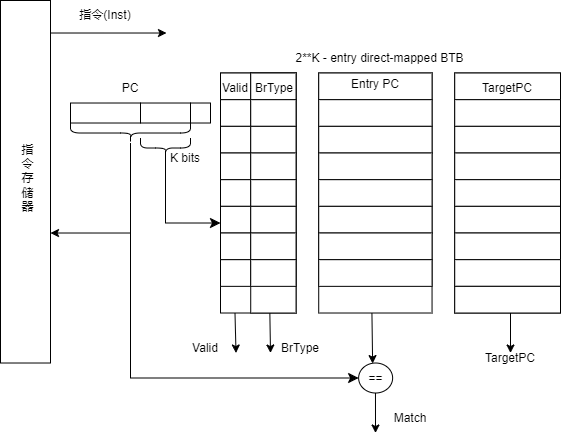 指令(Inst)
2**K - entry direct-mapped BTB
PC
Valid
BrType
Entry PC
TargetPC
K bits
指令存储器
Valid
BrType
TargetPC
==
Match